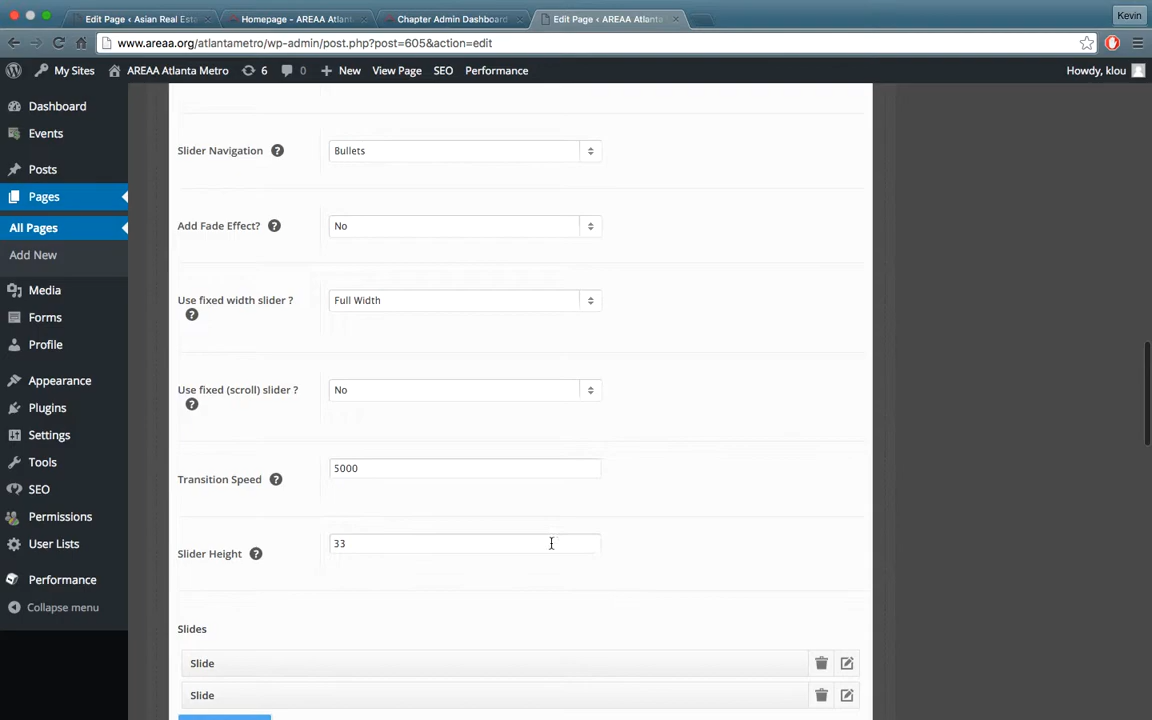 Edit Page ‹ Asian Real Esta
Homepage – AREAA Atlan
Chapter Admin Dashboard
Edit Page ‹ AREAA Atlanta
Kevin
www.areaa.org/atlantametro/wp-admin/post.php?post=605&action=edit
My Sites
AREAA Atlanta Metro
6
0
New
View Page
SEO
Performance
Howdy, klou
Dashboard
Events
Posts
Pages
All Pages
Add New
Media
Forms
Profile
Appearance
Plugins
Settings
Tools
SEO
Permissions
User Lists
Performance
Collapse menu
Slider Navigation ?
Bullets
Add Fade Effect? ?
No
Use fixed width slider ?
?
Full Width
Use fixed (scroll) slider ?
?
No
Transition Speed ?
5000
Slider Height ?
33
Slides
Slide
Slide